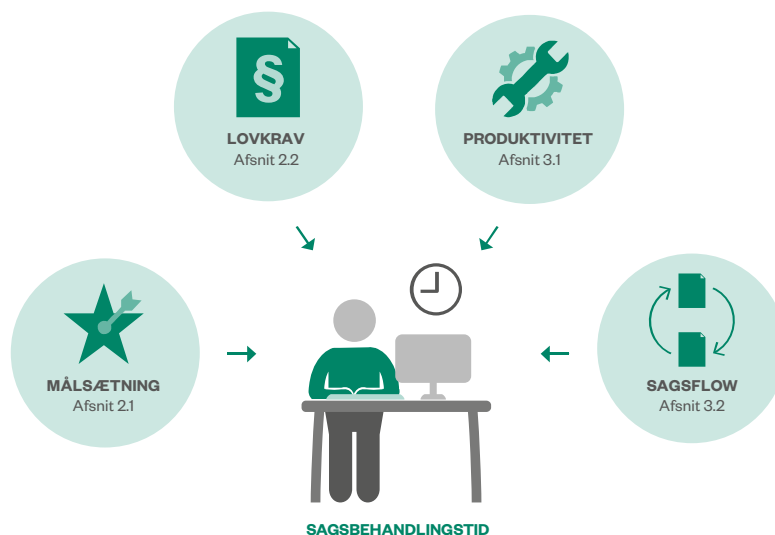 §
LOVKRAV
Afsnit 2.2
PRODUKTIVITET
Afsnit 3.1
MÅLSÆTNING
Afsnit 2.1
SAGSFLOW
Afsnit 3.2
SAGSBEHANDLINGSTID